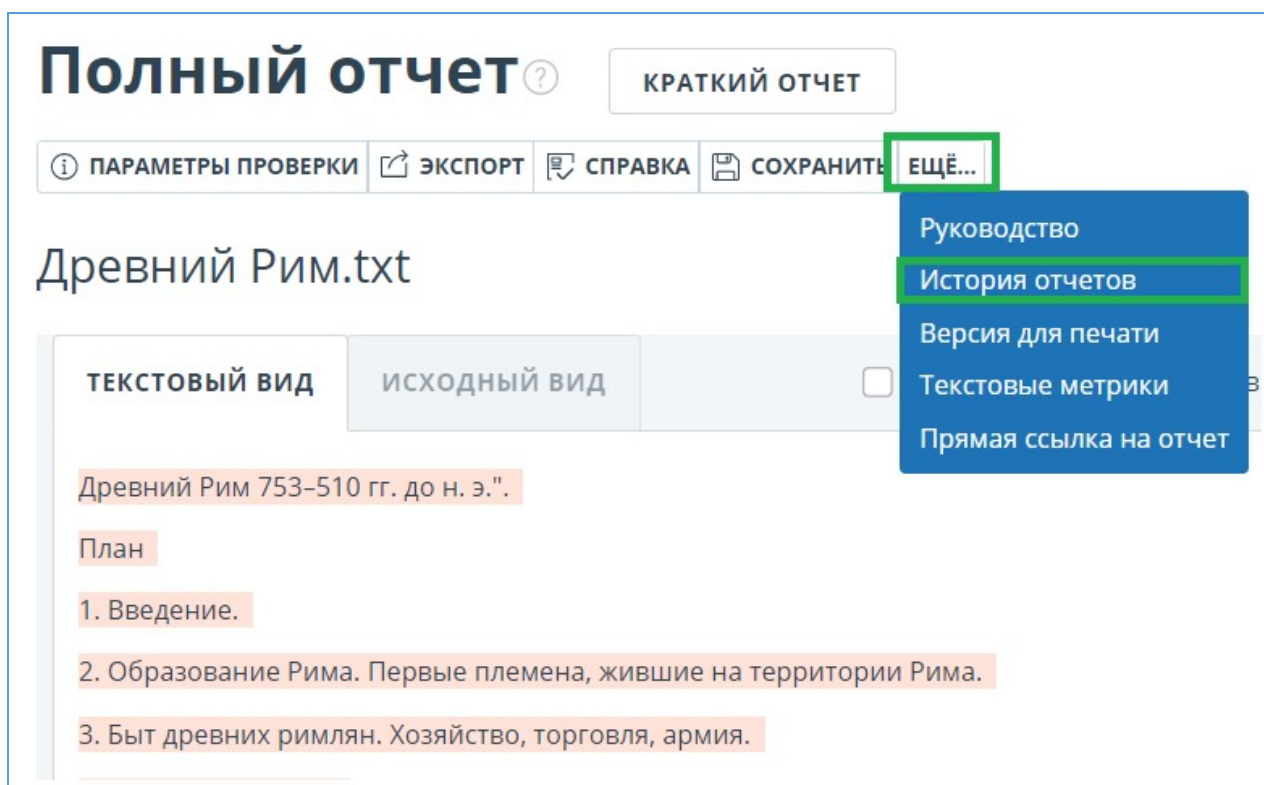 Полный отчет ? КРАТКИЙ ОТЧЕТ
ПАРАМЕТРЫ ПРОВЕРКИ ЭКСПОРТ СПРАВКА СОХРАНИТЬ ЕЩЁ...
Руководство
История отчетов
Версия для печати
Текстовые метрики
Прямая ссылка на отчет
Древний Рим.txt
ТЕКСТОВЫЙ ВИД ИСХОДНЫЙ ВИД
Древний Рим 753–510 гг. до н. э.".
План
1. Введение.
2. Образование Рима. Первые племена, жившие на территории Рима.
3. Быт древних римлян. Хозяйство, торговля, армия.